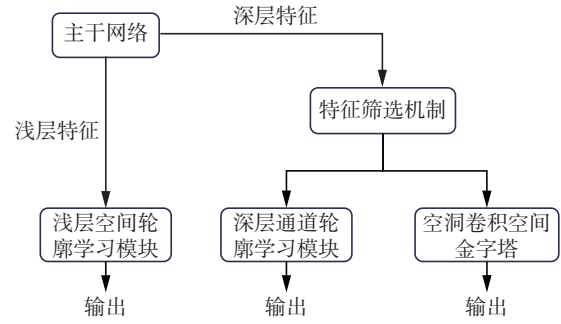 深层特征
主干网络
特征筛选机制
浅层特征
浅层空间轮
廓学习模块
深层通道轮
廓学习模块
空洞卷积空间
金字塔
输出
输出
输出